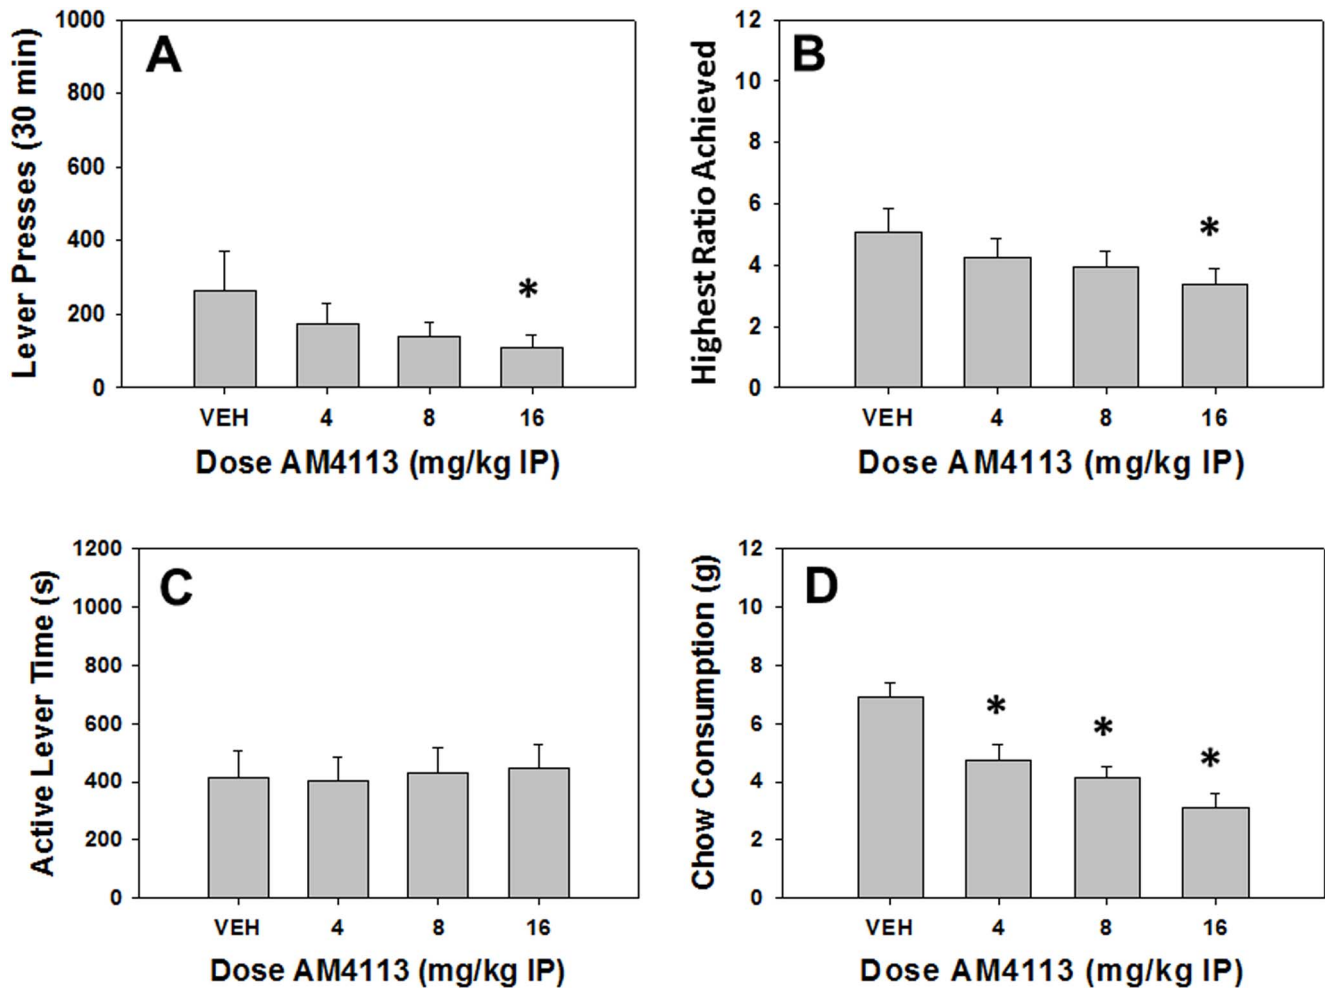 A
Lever Presses (30 min)
1000
800
600
400
200
0
*
VEH 4 8 16
Dose AM4113 (mg/kg IP)
B
Highest Ratio Achieved
12
10
8
6
4
2
0
*
VEH 4 8 16
Dose AM4113 (mg/kg IP)
C
Active Lever Time (s)
1200
1000
800
600
400
200
0
VEH 4 8 16
Dose AM4113 (mg/kg IP)
D
Chow Consumption (g)
12
10
8
6
4
2
0
* * *
VEH 4 8 16
Dose AM4113 (mg/kg IP)